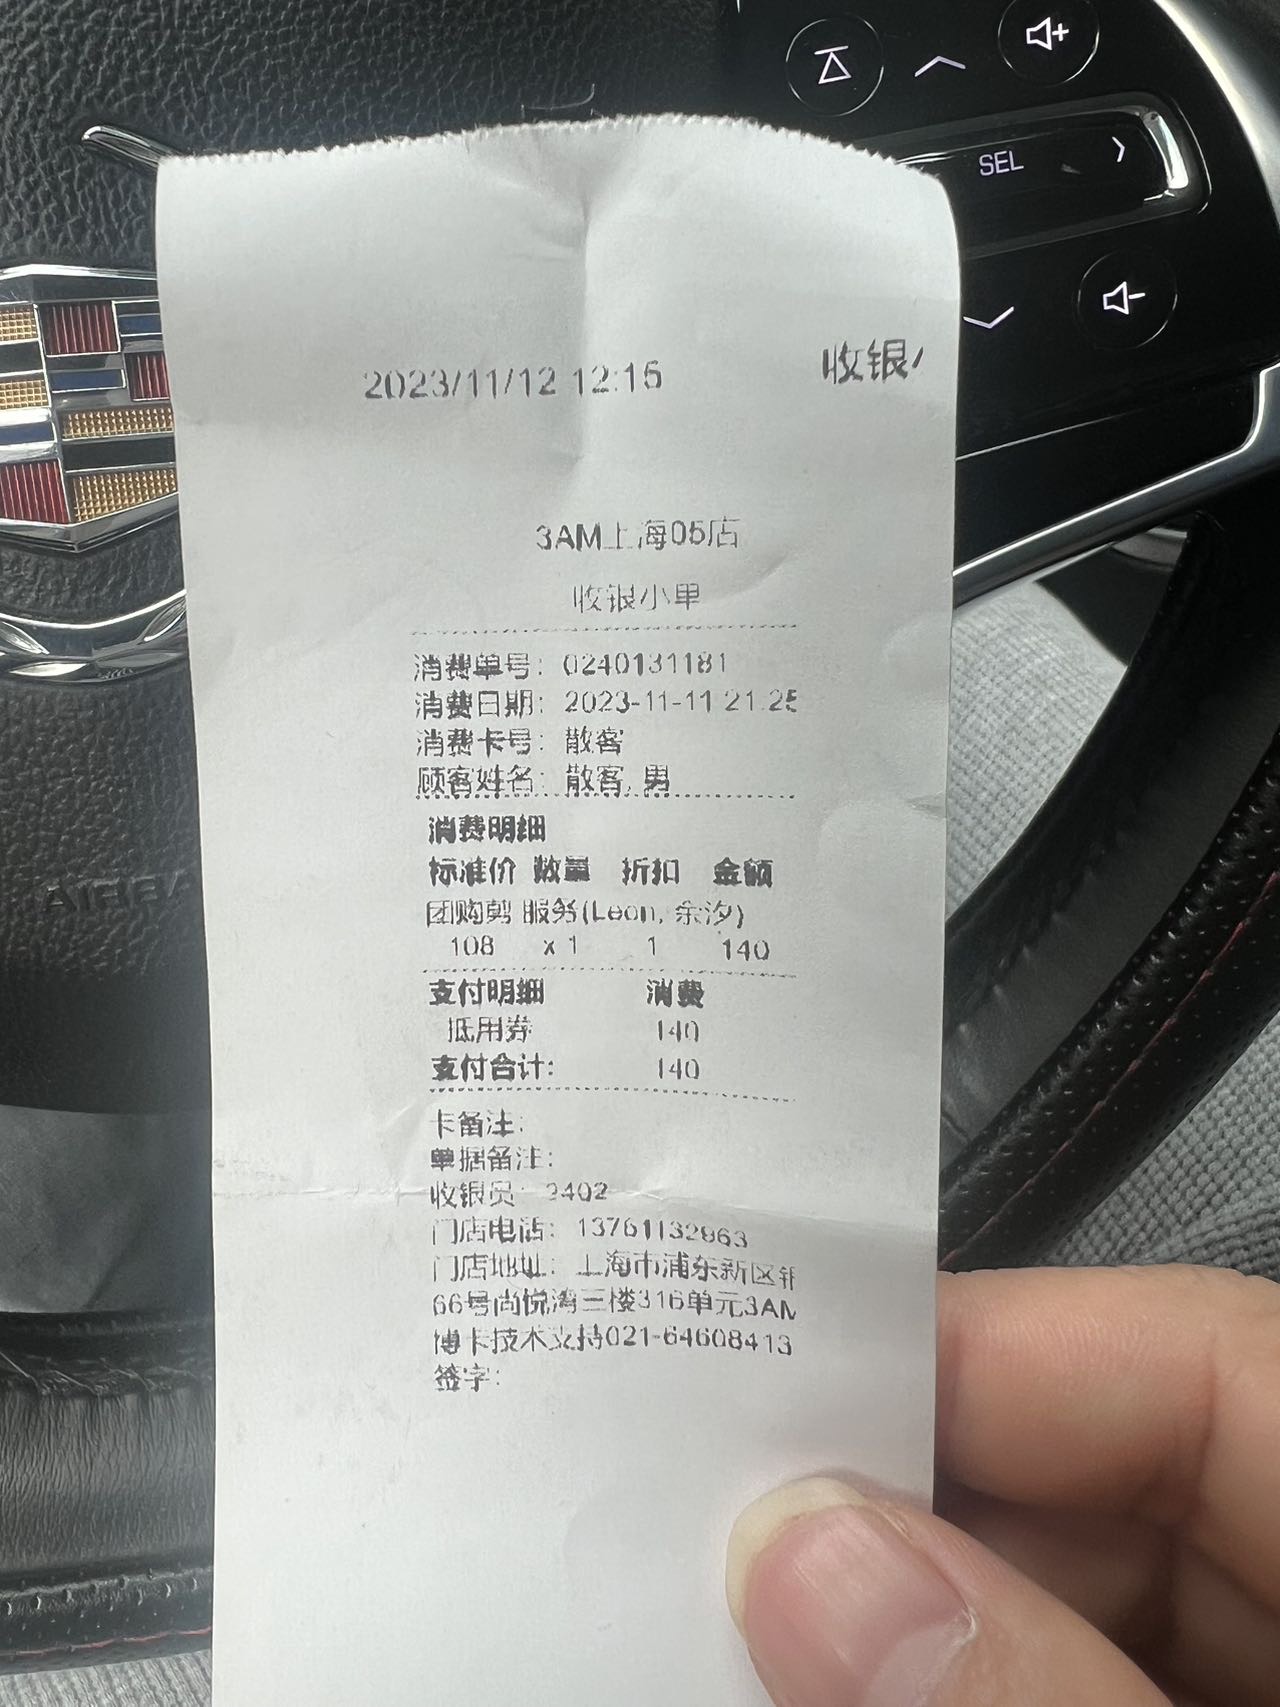 SEL
2023/11/12 12:15
收银
3AM上海05店
收银小单
消费单号: 0240131181
消费日期: 2023-11-11 21:25
消费卡号: 散客
顾客姓名: 散客, 男
消费明细
标准价 数量 折扣 金额
团购剪 服务(Leon, 余汐)
108 x 1 1 140
支付明细 消费
抵用券 140
支付合计: 140
卡备注:
单据备注:
收银员: 9402
门店电话: 13761132963
门店地址: 上海市浦东新区
66号尚悦湾三楼316单元3AM
博卡技术支持021-64608413
签字: